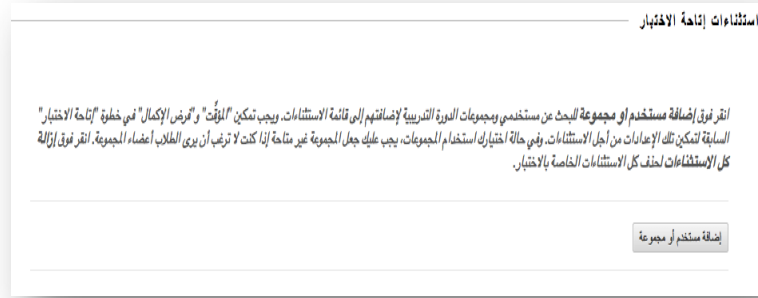 استثناءات إتاحة الاختبار
انقر فوق إضافة مستخدم أو مجموعة للبحث عن مستخدمي ومجموعات الدورة التدريبية لإضافتهم إلى قائمة الاستثناءات. ويجب تمكين "المؤقِّت" و"فرض الإكمال" في خطوة "إتاحة الاختبار"
السابقة لتمكين تلك الإعدادات من أجل الاستثناءات. وفي حالة اختيارك استخدام المجموعات، يجب عليك جعل المجموعة غير متاحة إذا كنت لا ترغب أن يرى الطلاب أعضاء المجموعة. انقر فوق إزالة
كل الاستثناءات لحذف كل الاستثناءات الخاصة بالاختبار.
إضافة مستخدم أو مجموعة